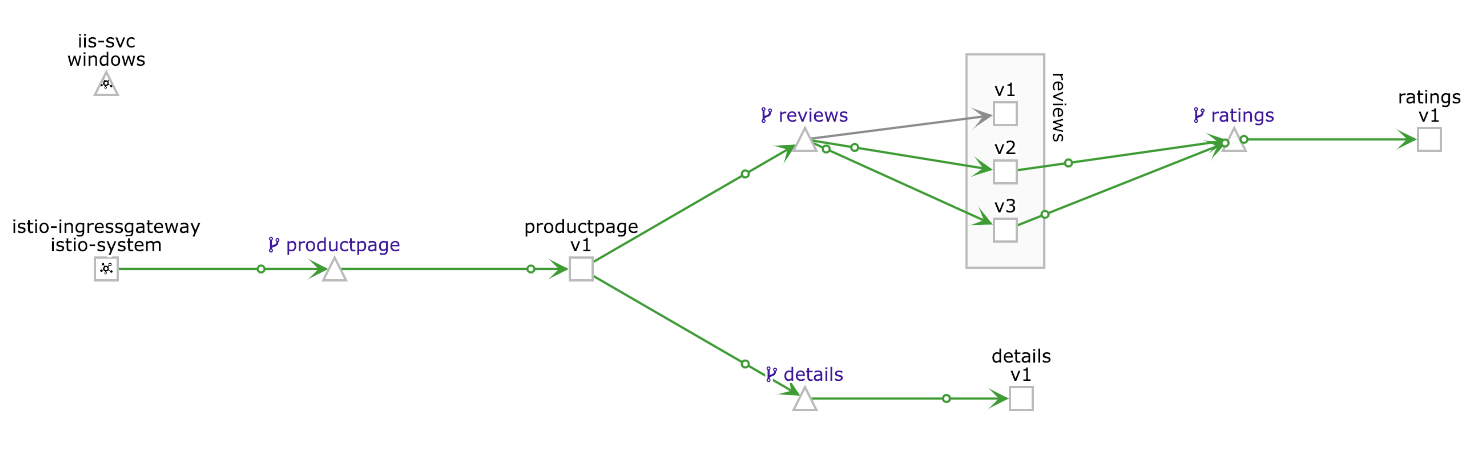 iis-svc
windows
istio-ingressgateway
istio-system
productpage
productpage
v1
reviews
v1
v2
v3
reviews
ratings
ratings
v1
details
details
v1